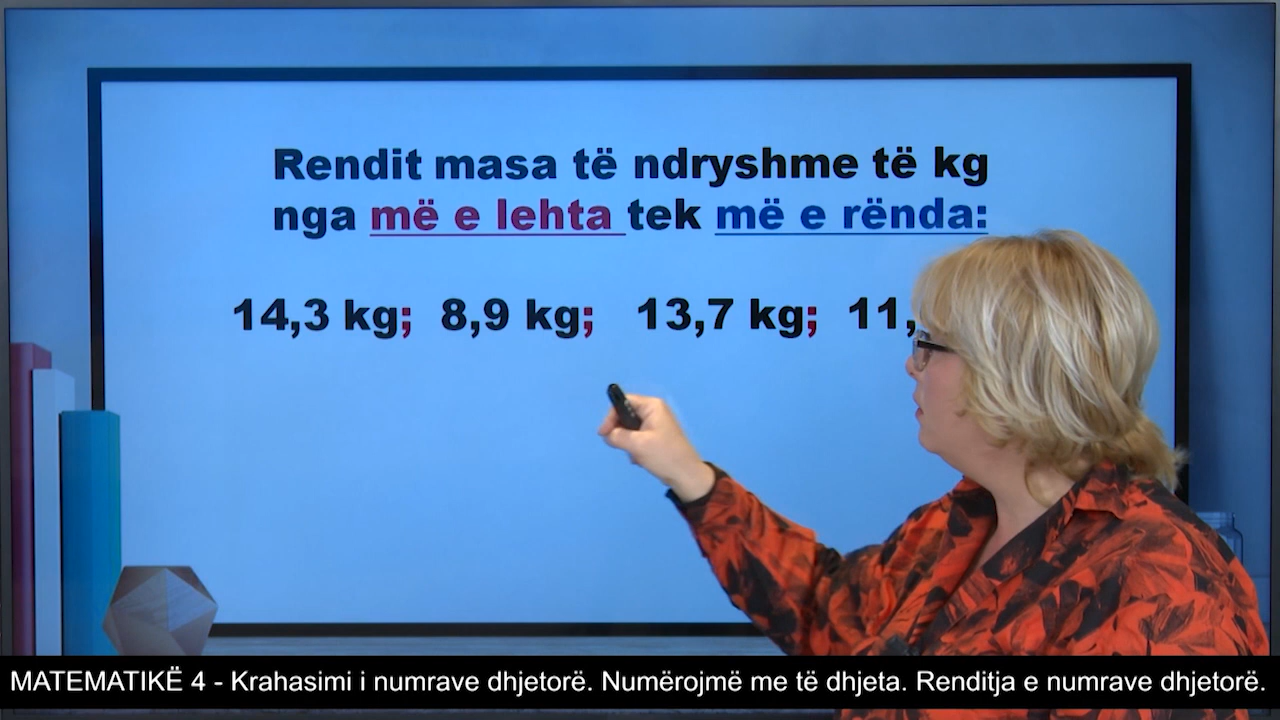 Rendit masa të ndryshme të kg
nga më e lehta tek më e rënda:
14,3 kg; 8,9 kg; 13,7 kg; 11,
MATEMATIKË 4 - Krahasimi i numrave dhjetorë. Numërojmë me të dhjeta. Renditja e numrave dhjetorë.